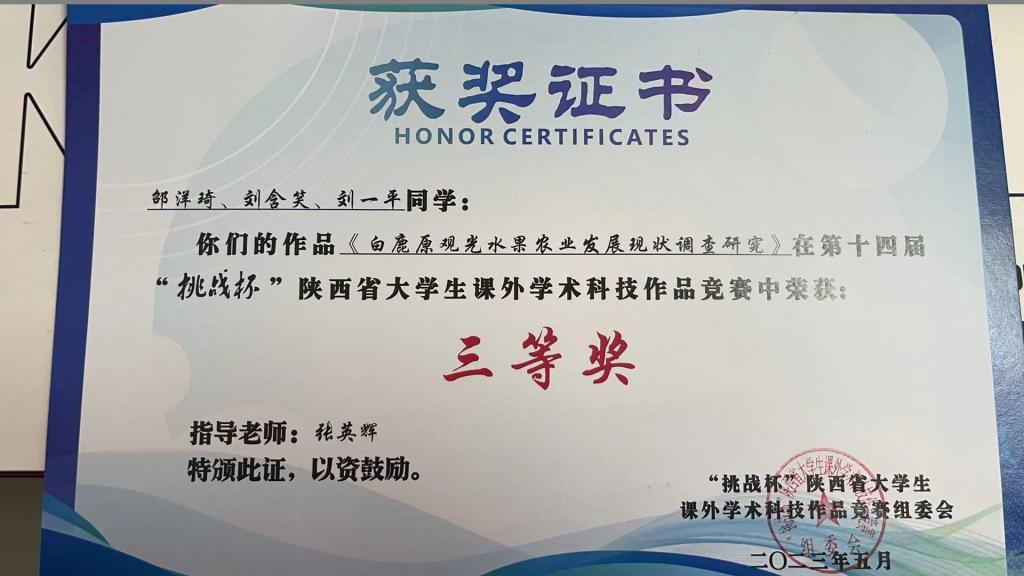 获奖证书
HONOR CERTIFICATES
邹洋琦、刘含笑、刘一平同学：
你们的作品《白鹿原观光水果农业发展现状调查研究》在第十四届
“挑战杯”陕西省大学生课外学术科技作品竞赛中荣获：
三等奖
指导老师：张英辉
特颁此证，以资鼓励。
“挑战杯”陕西省大学生
课外学术科技作品竞赛组委会
组委会
二〇二三年五月